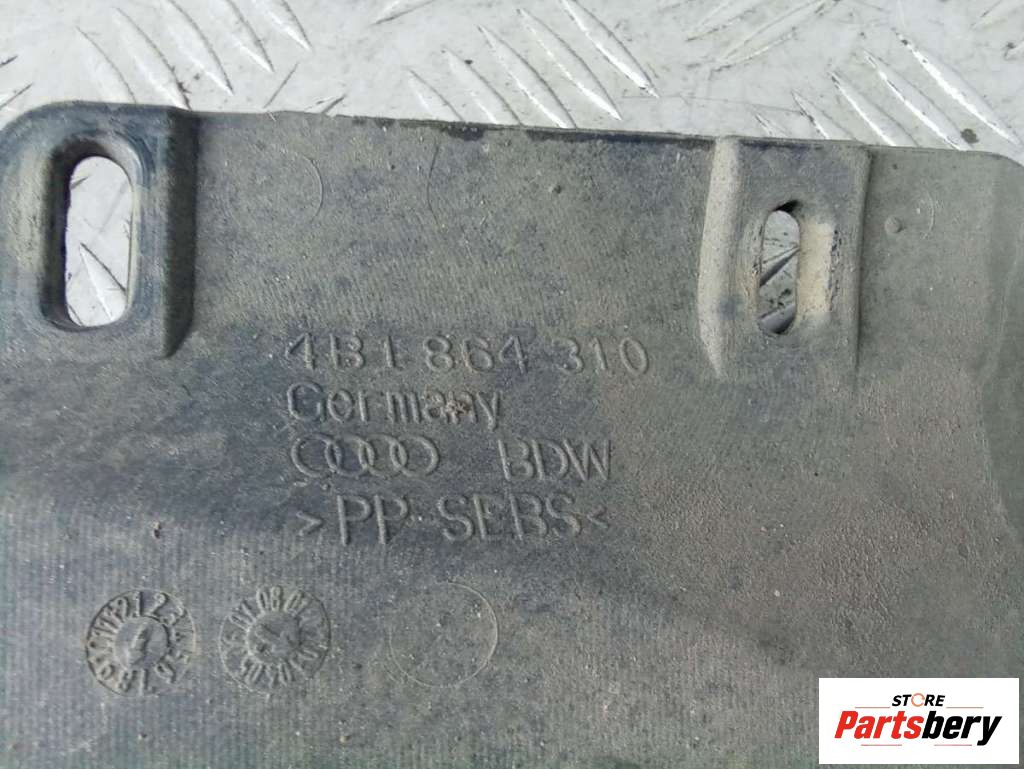 4B1 864 310
Germany
BDW
>PP-SEBS<
STORE
Partsbery